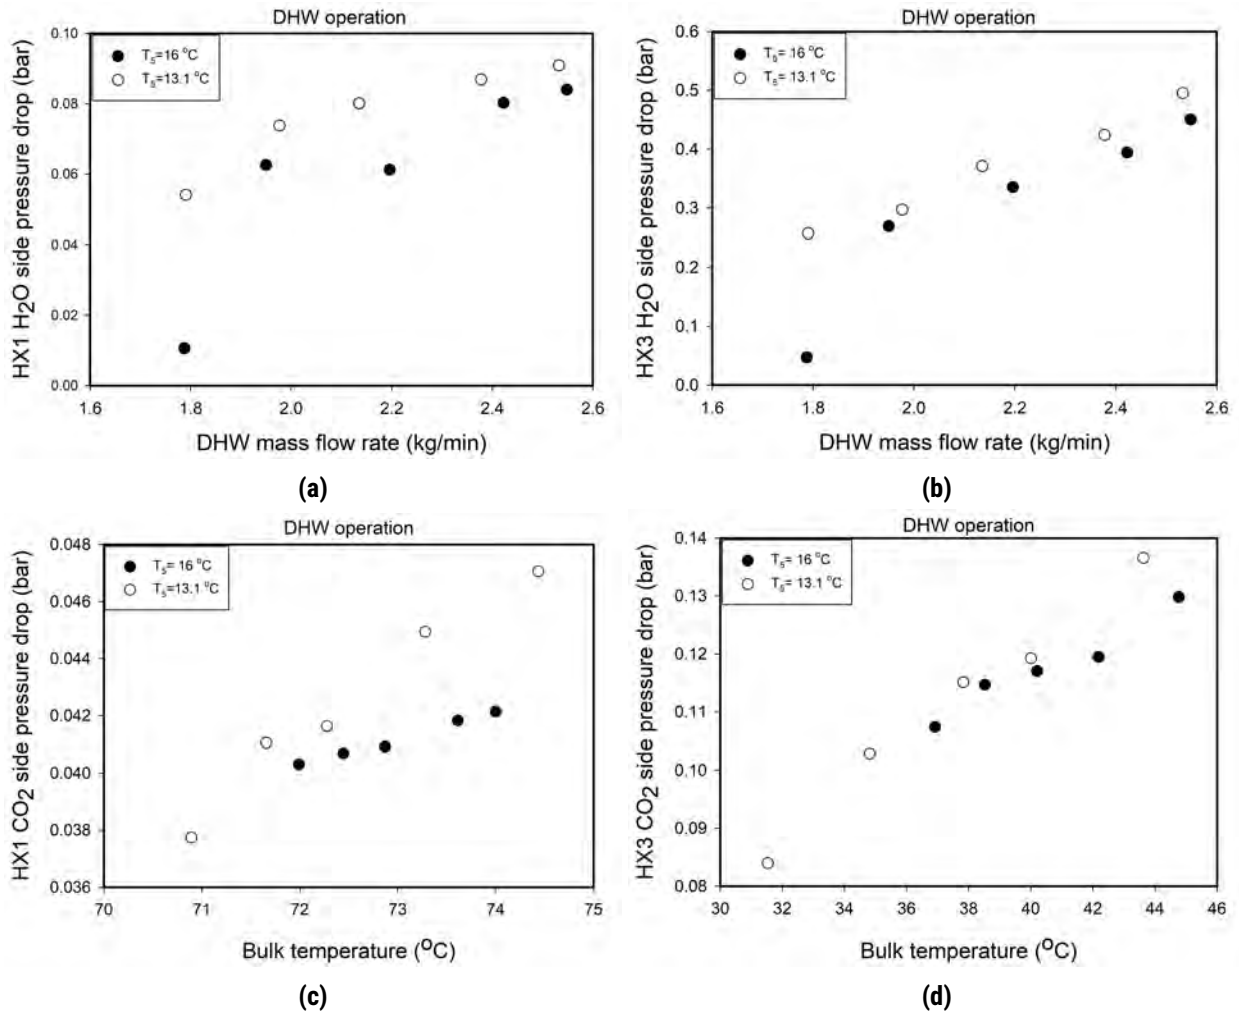 DHW operation
HX1 H2O side pressure drop (bar)
0.10
0.08
0.06
0.04
0.02
0.00
T5=16 °C
T5=13.1 °C
1.6
1.8
2.0
2.2
2.4
2.6
DHW mass flow rate (kg/min)
(a)
DHW operation
HX3 H2O side pressure drop (bar)
0.6
0.5
0.4
0.3
0.2
0.1
0.0
T5= 16 °C
T5= 13.1 °C
1.6
1.8
2.0
2.2
2.4
2.6
DHW mass flow rate (kg/min)
(b)
DHW operation
HX1 CO2 side pressure drop (bar)
0.048
0.046
0.044
0.042
0.040
0.038
0.036
T5= 16 °C
T5=13.1 °C
70
71
72
73
74
75
Bulk temperature (°C)
(c)
DHW operation
HX3 CO2 side pressure drop (bar)
0.14
0.13
0.12
0.11
0.10
0.09
0.08
T5= 16 °C
T5= 13.1 °C
30
32
34
36
38
40
42
44
46
Bulk temperature (°C)
(d)